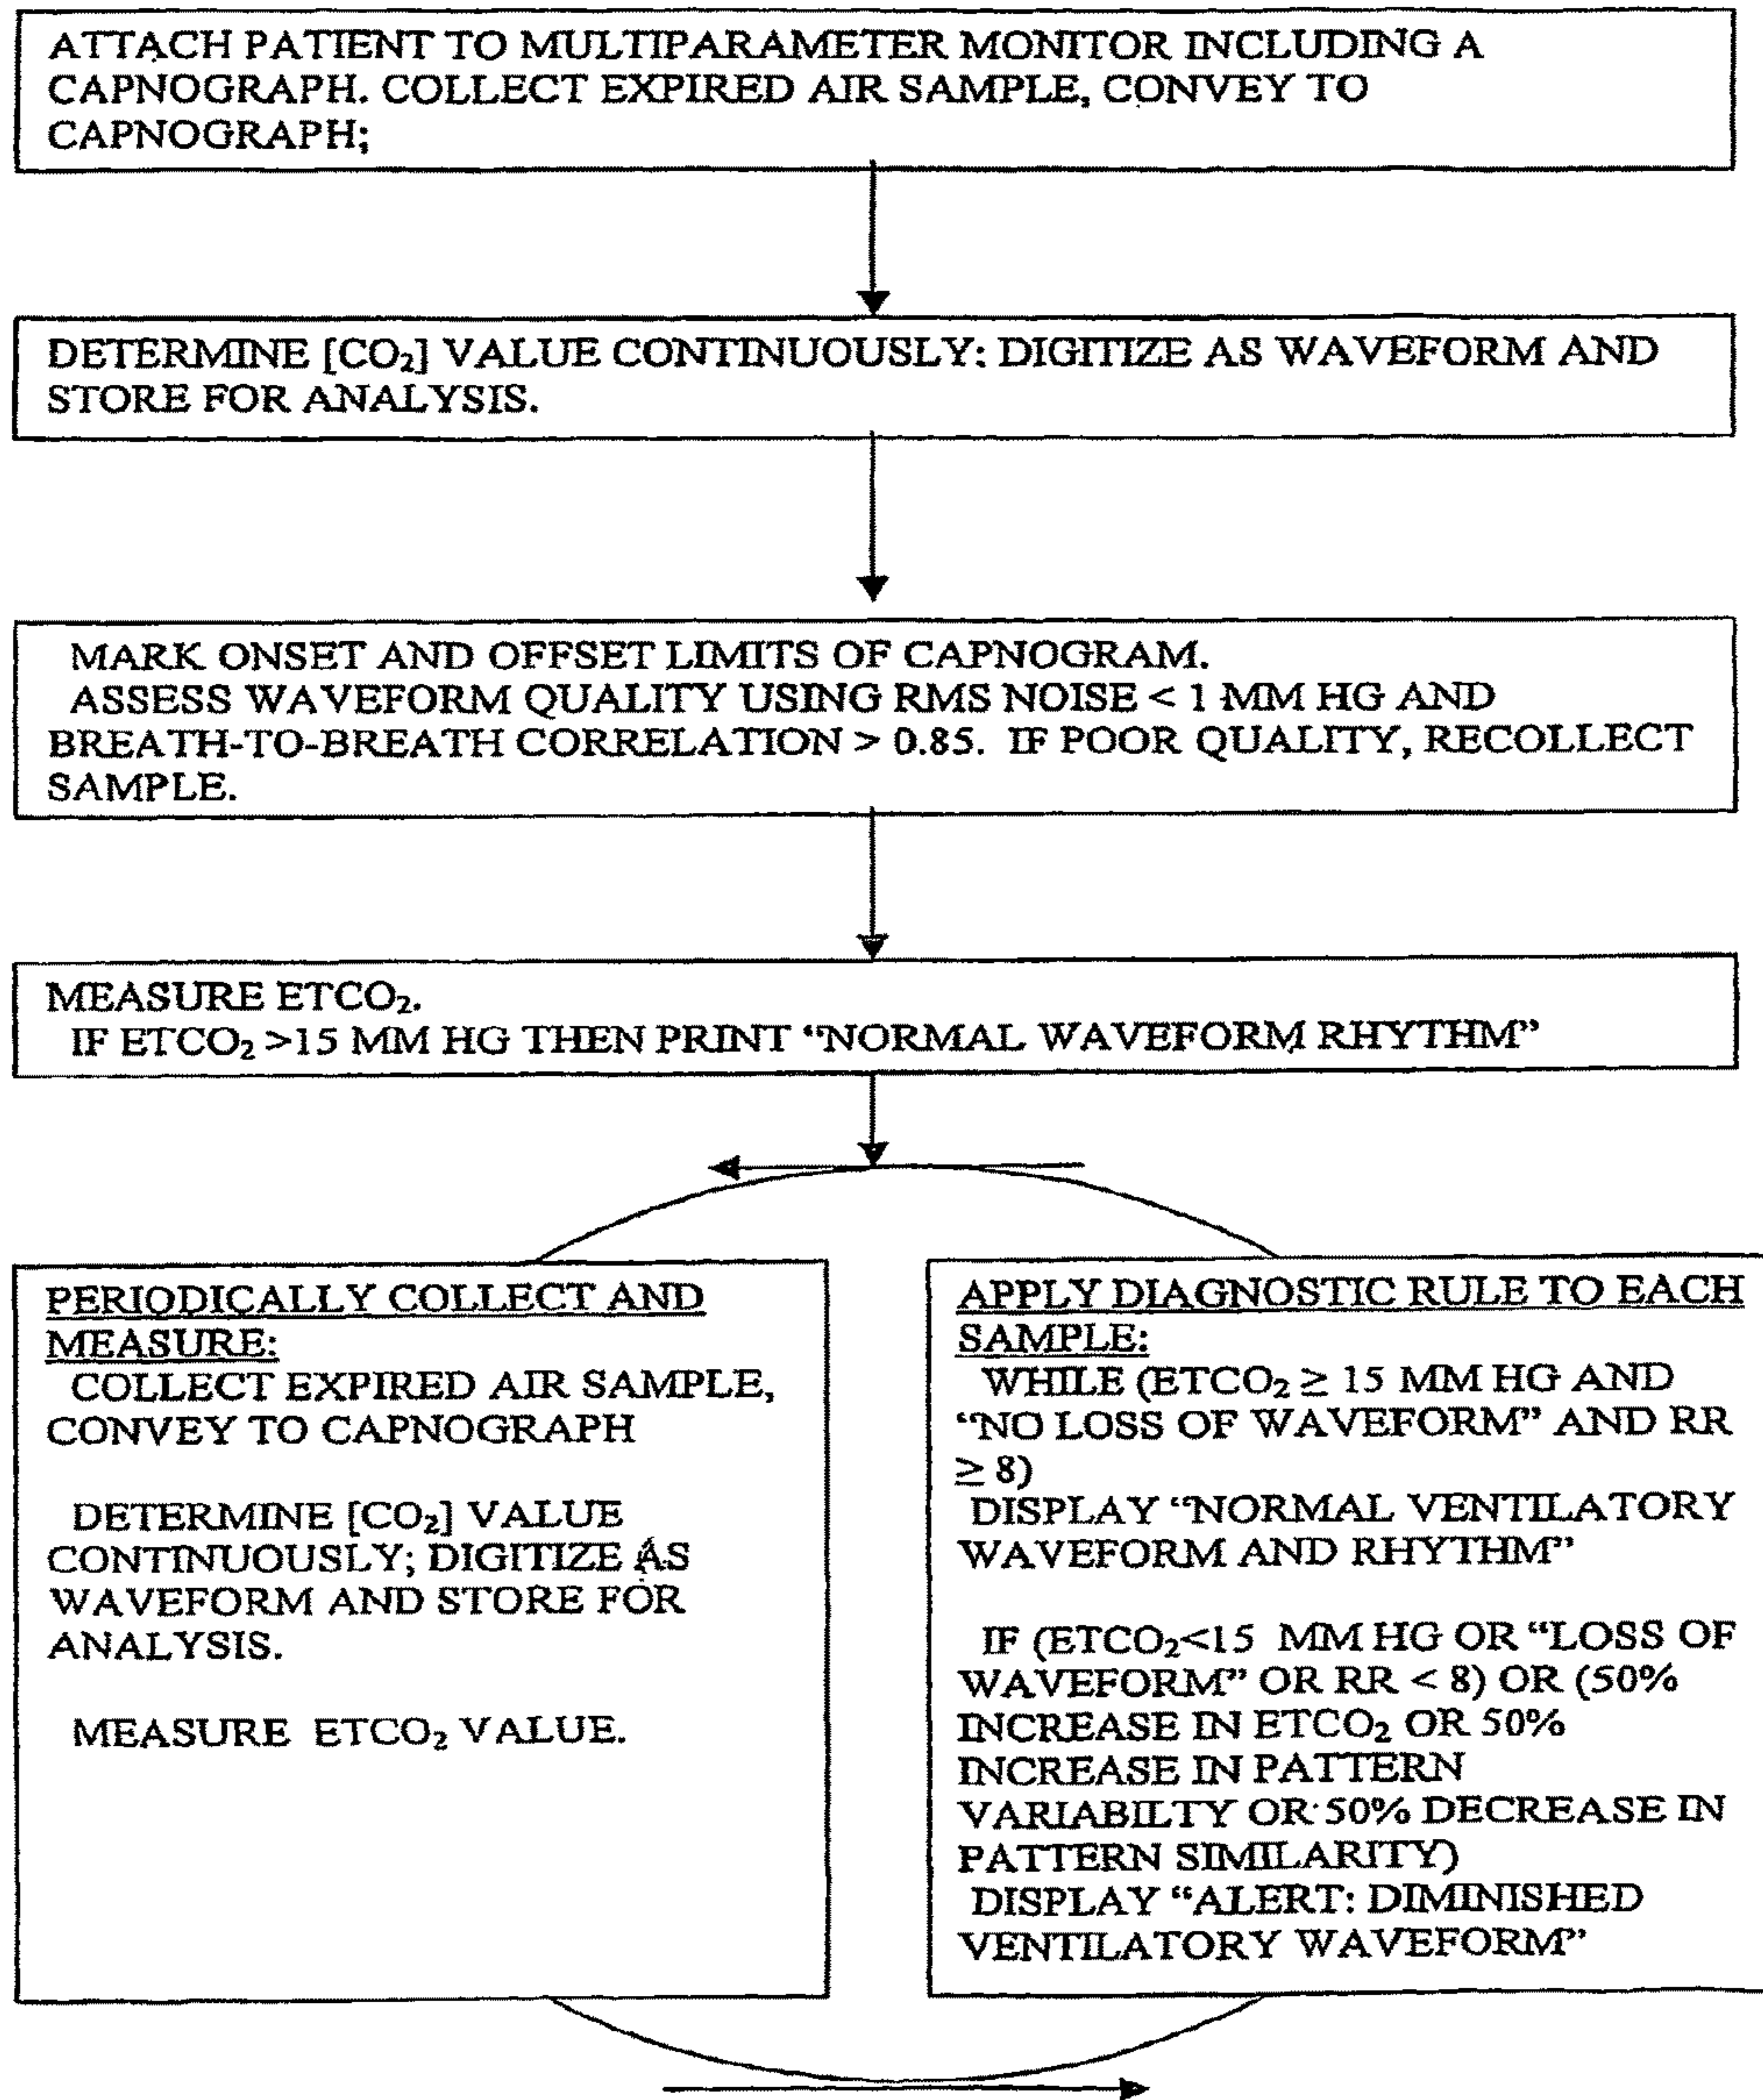 ATTACH PATIENT TO MULTIPARAMETER MONITOR INCLUDING A
CAPNOGRAPH. COLLECT EXPIRED AIR SAMPLE, CONVEY TO
CAPNOGRAPH;
DETERMINE [CO₂] VALUE CONTINUOUSLY: DIGITIZE AS WAVEFORM AND
STORE FOR ANALYSIS.
MARK ONSET AND OFFSET LIMITS OF CAPNOGRAM.
ASSESS WAVEFORM QUALITY USING RMS NOISE < 1 MM HG AND
BREATH-TO-BREATH CORRELATION > 0.85. IF POOR QUALITY, RECOLLECT
SAMPLE.
MEASURE ETCO₂.
IF ETCO₂ >15 MM HG THEN PRINT “NORMAL WAVEFORM RHYTHM”
PERIODICALLY COLLECT AND
MEASURE:
COLLECT EXPIRED AIR SAMPLE,
CONVEY TO CAPNOGRAPH
DETERMINE [CO₂] VALUE
CONTINUOUSLY; DIGITIZE AS
WAVEFORM AND STORE FOR
ANALYSIS.
MEASURE ETCO₂ VALUE.
APPLY DIAGNOSTIC RULE TO EACH
SAMPLE:
WHILE (ETCO₂ ≥ 15 MM HG AND
“NO LOSS OF WAVEFORM” AND RR
≥ 8)
DISPLAY “NORMAL VENTILATORY
WAVEFORM AND RHYTHM”
IF (ETCO₂<15 MM HG OR “LOSS OF
WAVEFORM” OR RR < 8) OR (50%
INCREASE IN ETCO₂ OR 50%
INCREASE IN PATTERN
VARIABILTY OR 50% DECREASE IN
PATTERN SIMILARITY)
DISPLAY “ALERT: DIMINISHED
VENTILATORY WAVEFORM”